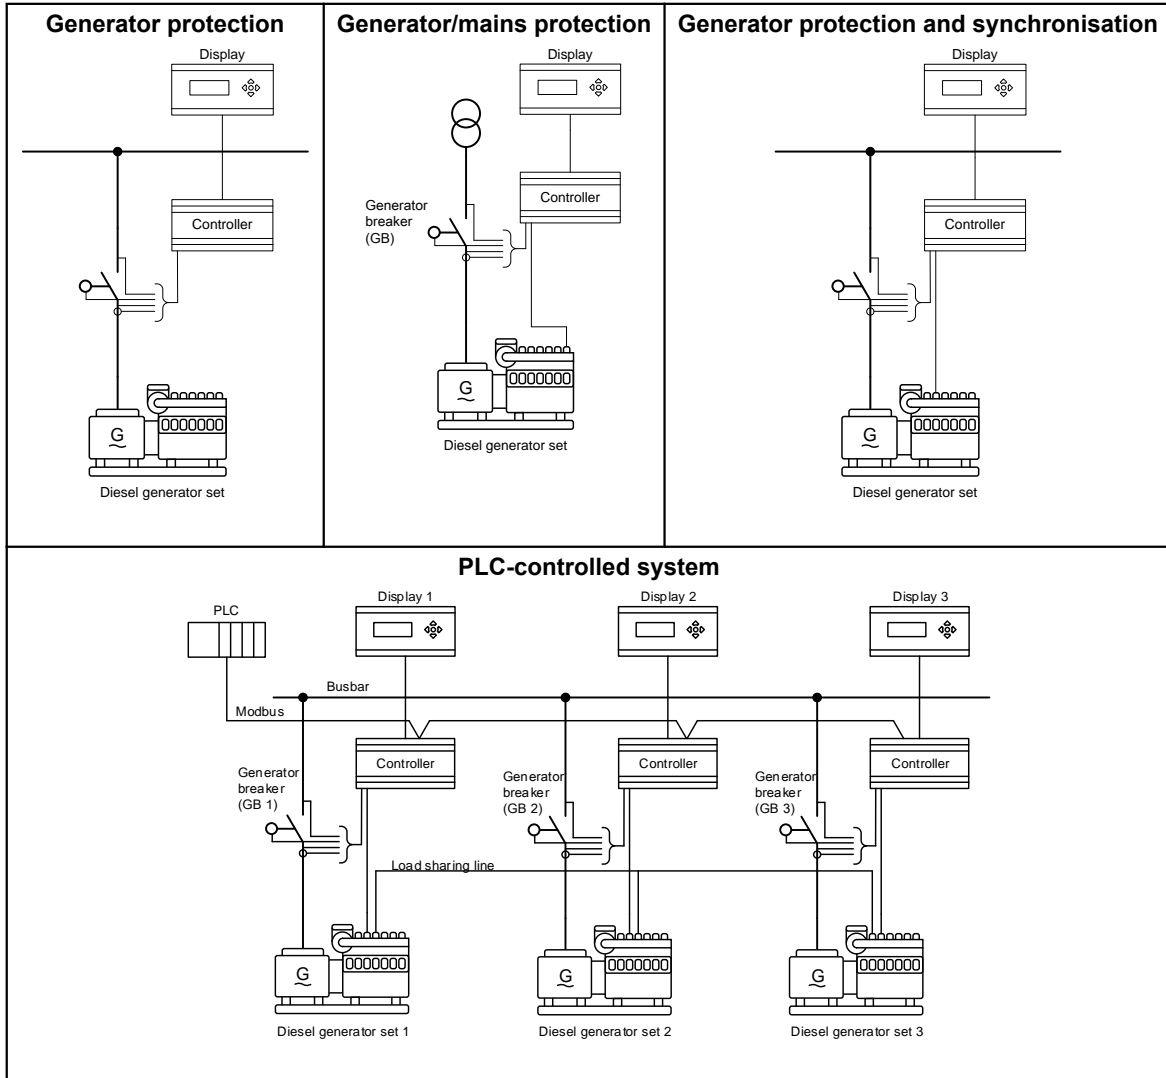 Generator protection
Display
Controller
G
Diesel generator set
Generator/mains protection
Display
Controller
Generator
breaker
(GB)
G
Diesel generator set
Generator protection and synchronisation
Display
Controller
G
Diesel generator set
PLC-controlled system
PLC
Display 1
Display 2
Display 3
Busbar
Modbus
Controller
Controller
Controller
Generator
breaker
(GB 1)
Generator
breaker
(GB 2)
Generator
breaker
(GB 3)
Load sharing line
G
G
G
Diesel generator set 1
Diesel generator set 2
Diesel generator set 3